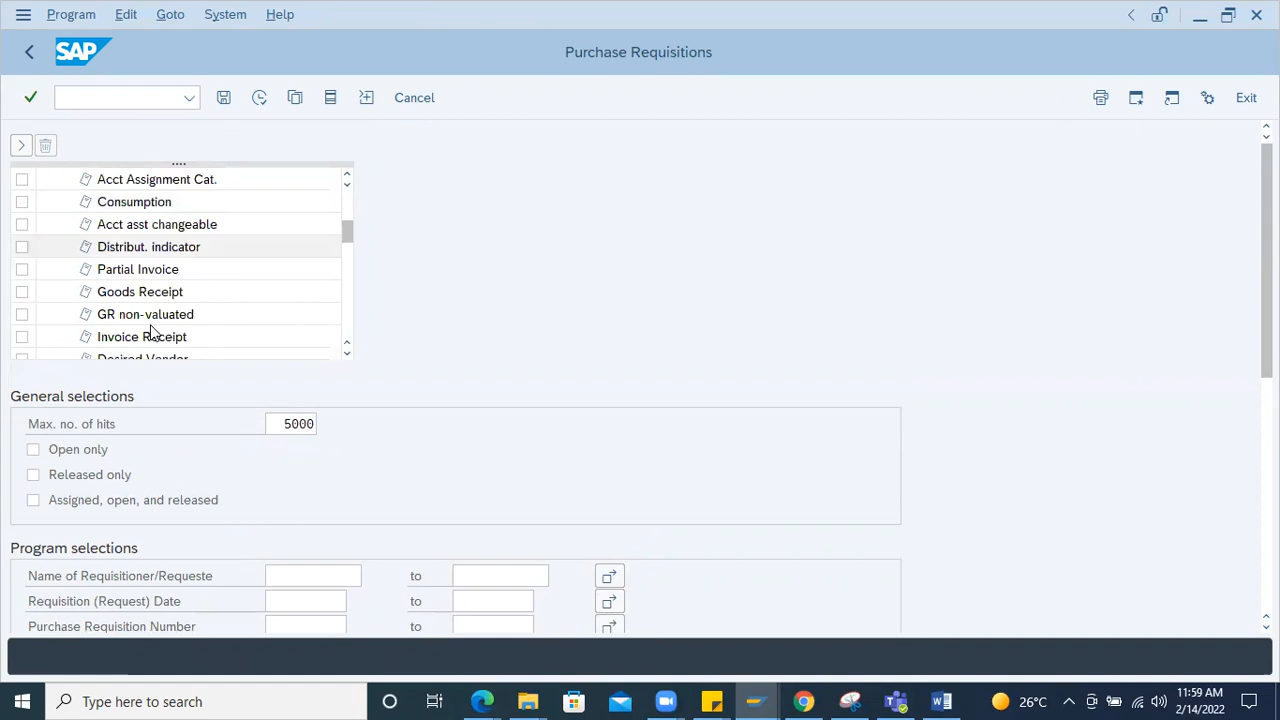 Program Edit Goto System Help
SAP Purchase Requisitions
Cancel Exit
Acct Assignment Cat.
Consumption
Acct asst changeable
Distribut. indicator
Partial Invoice
Goods Receipt
GR non-valuated
Invoice Receipt
Desired Vendor
General selections
Max. no. of hits 5000
Open only
Released only
Assigned, open, and released
Program selections
Name of Requisitioner/Requeste to
Requisition (Request) Date to
Purchase Requisition Number to
Type here to search 26°C 11:59 AM
2/14/2022